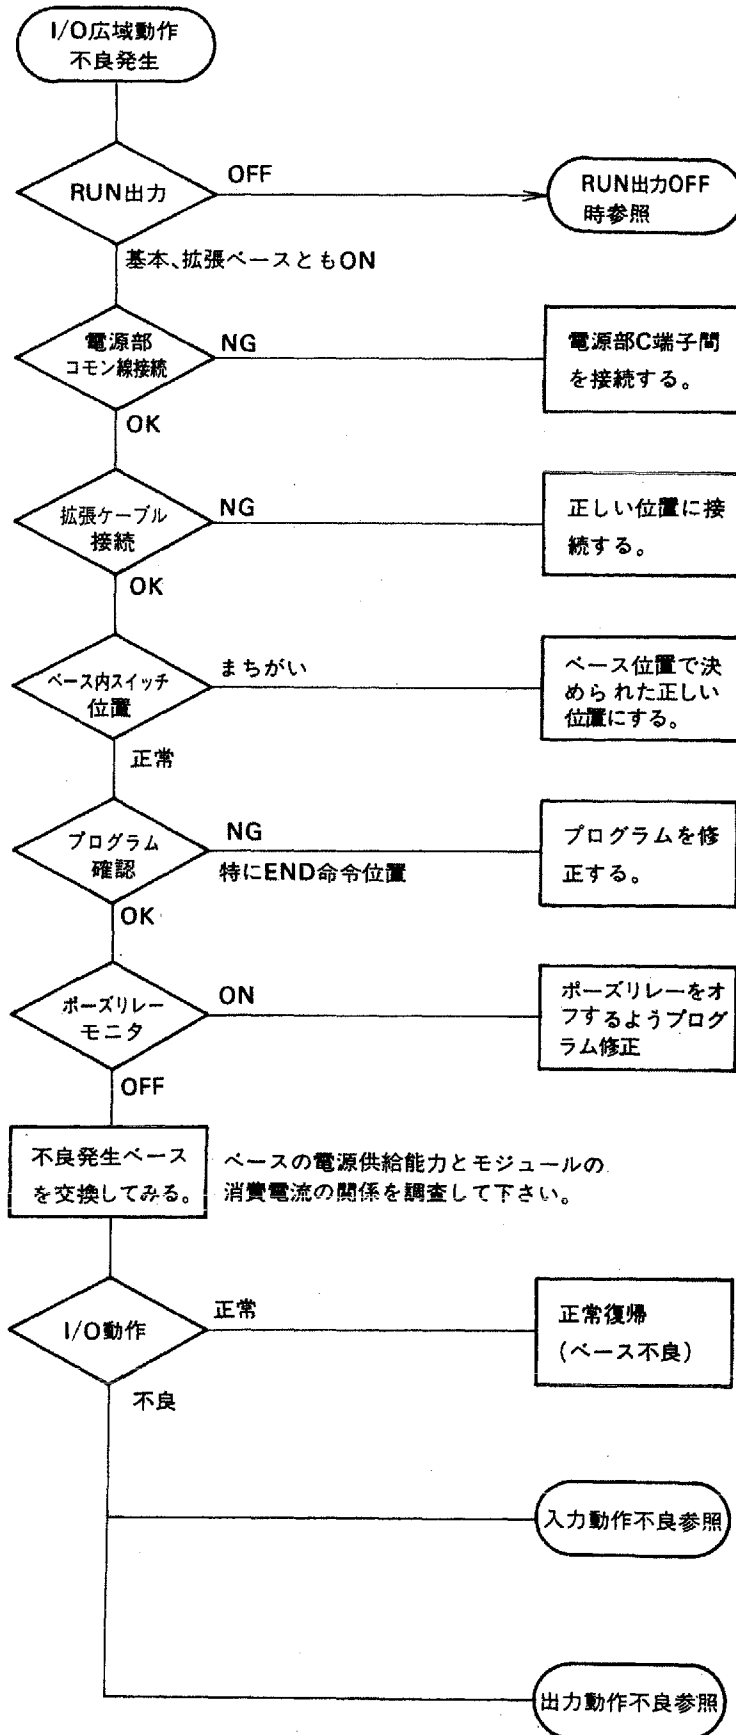 I/O広域動作
不良発生
RUN出力
OFF
RUN出力OFF
時参照
基本、拡張ベースともON
電源部
コモン線接続
NG
電源部C端子間
を接続する。
OK
拡張ケーブル
接続
NG
正しい位置に接
続する。
OK
ベース内スイッチ
位置
まちがい
ベース位置で決
められた正しい
位置にする。
正常
プログラム
確認
NG
特にEND命令位置
プログラムを修
正する。
OK
ポーズリレー
モニタ
ON
ポーズリレーをオ
フするようプログ
ラム修正
OFF
不良発生ベース
を交換してみる。
ベースの電源供給能力とモジュールの
消費電流の関係を調査して下さい。
I/O動作
正常
正常復帰
(ベース不良)
不良
入力動作不良参照
出力動作不良参照